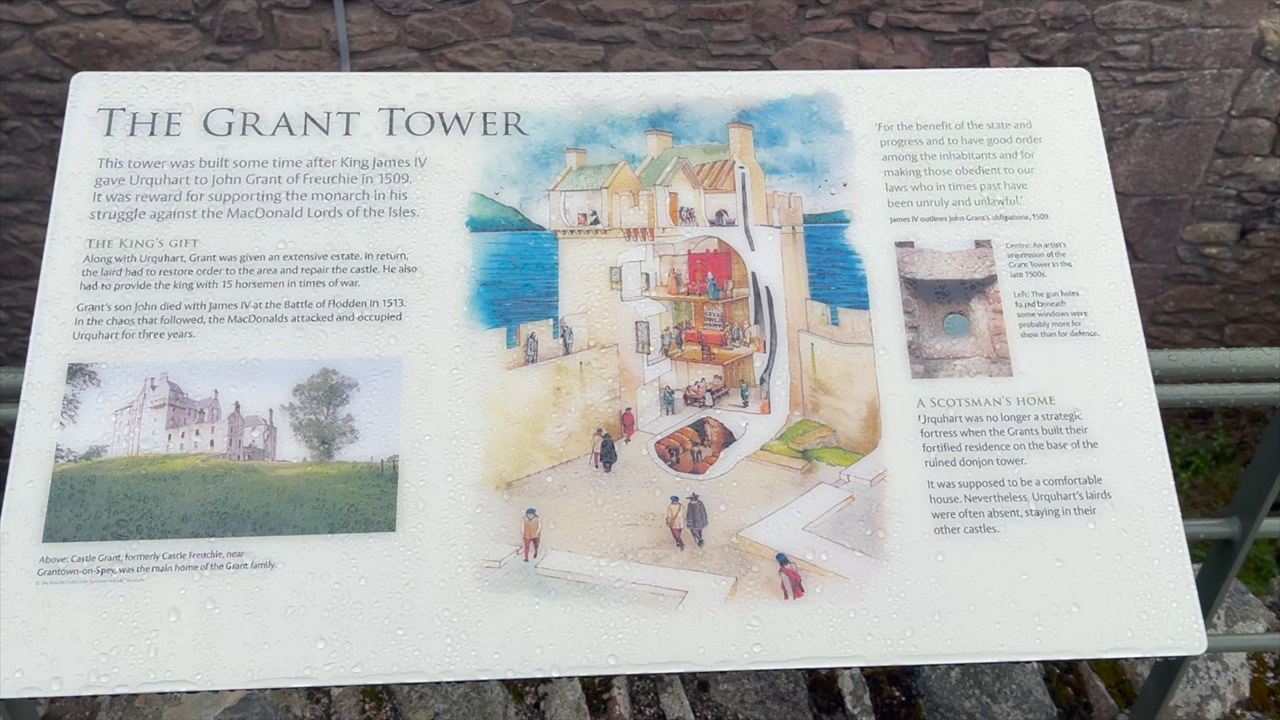 THE GRANT TOWER
This tower was built some time after King James IV
gave Urquhart to John Grant of Freuchie in 1509.
It was reward for supporting the monarch in his
struggle against the MacDonald Lords of the Isles.
THE KING'S GIFT
Along with Urquhart, Grant was given an extensive estate. In return,
the laird had to restore order to the area and repair the castle. He also
had to provide the king with 15 horsemen in times of war.
Grant's son John died with James IV at the Battle of Flodden in 1513.
In the chaos that followed, the MacDonalds attacked and occupied
Urquhart for three years.
Above: Castle Grant, formerly Castle Freuchie, near
Grantown-on-Spey, was the main home of the Grant family.
'For the benefit of the state and
progress and to have good order
among the inhabitants and for
making those obedient to our
laws who in times past have
been unruly and unlawful.'
James IV outlines John Grant's obligations, 1509.
Centre: An artist's
impression of the
Grant Tower in the
late 1500s.
Left: The gun holes
found beneath
some windows were
probably more for
show than for defence.
A SCOTSMAN'S HOME
Urquhart was no longer a strategic
fortress when the Grants built their
fortified residence on the base of the
ruined donjon tower.
It was supposed to be a comfortable
house. Nevertheless, Urquhart's lairds
were often absent, staying in their
other castles.